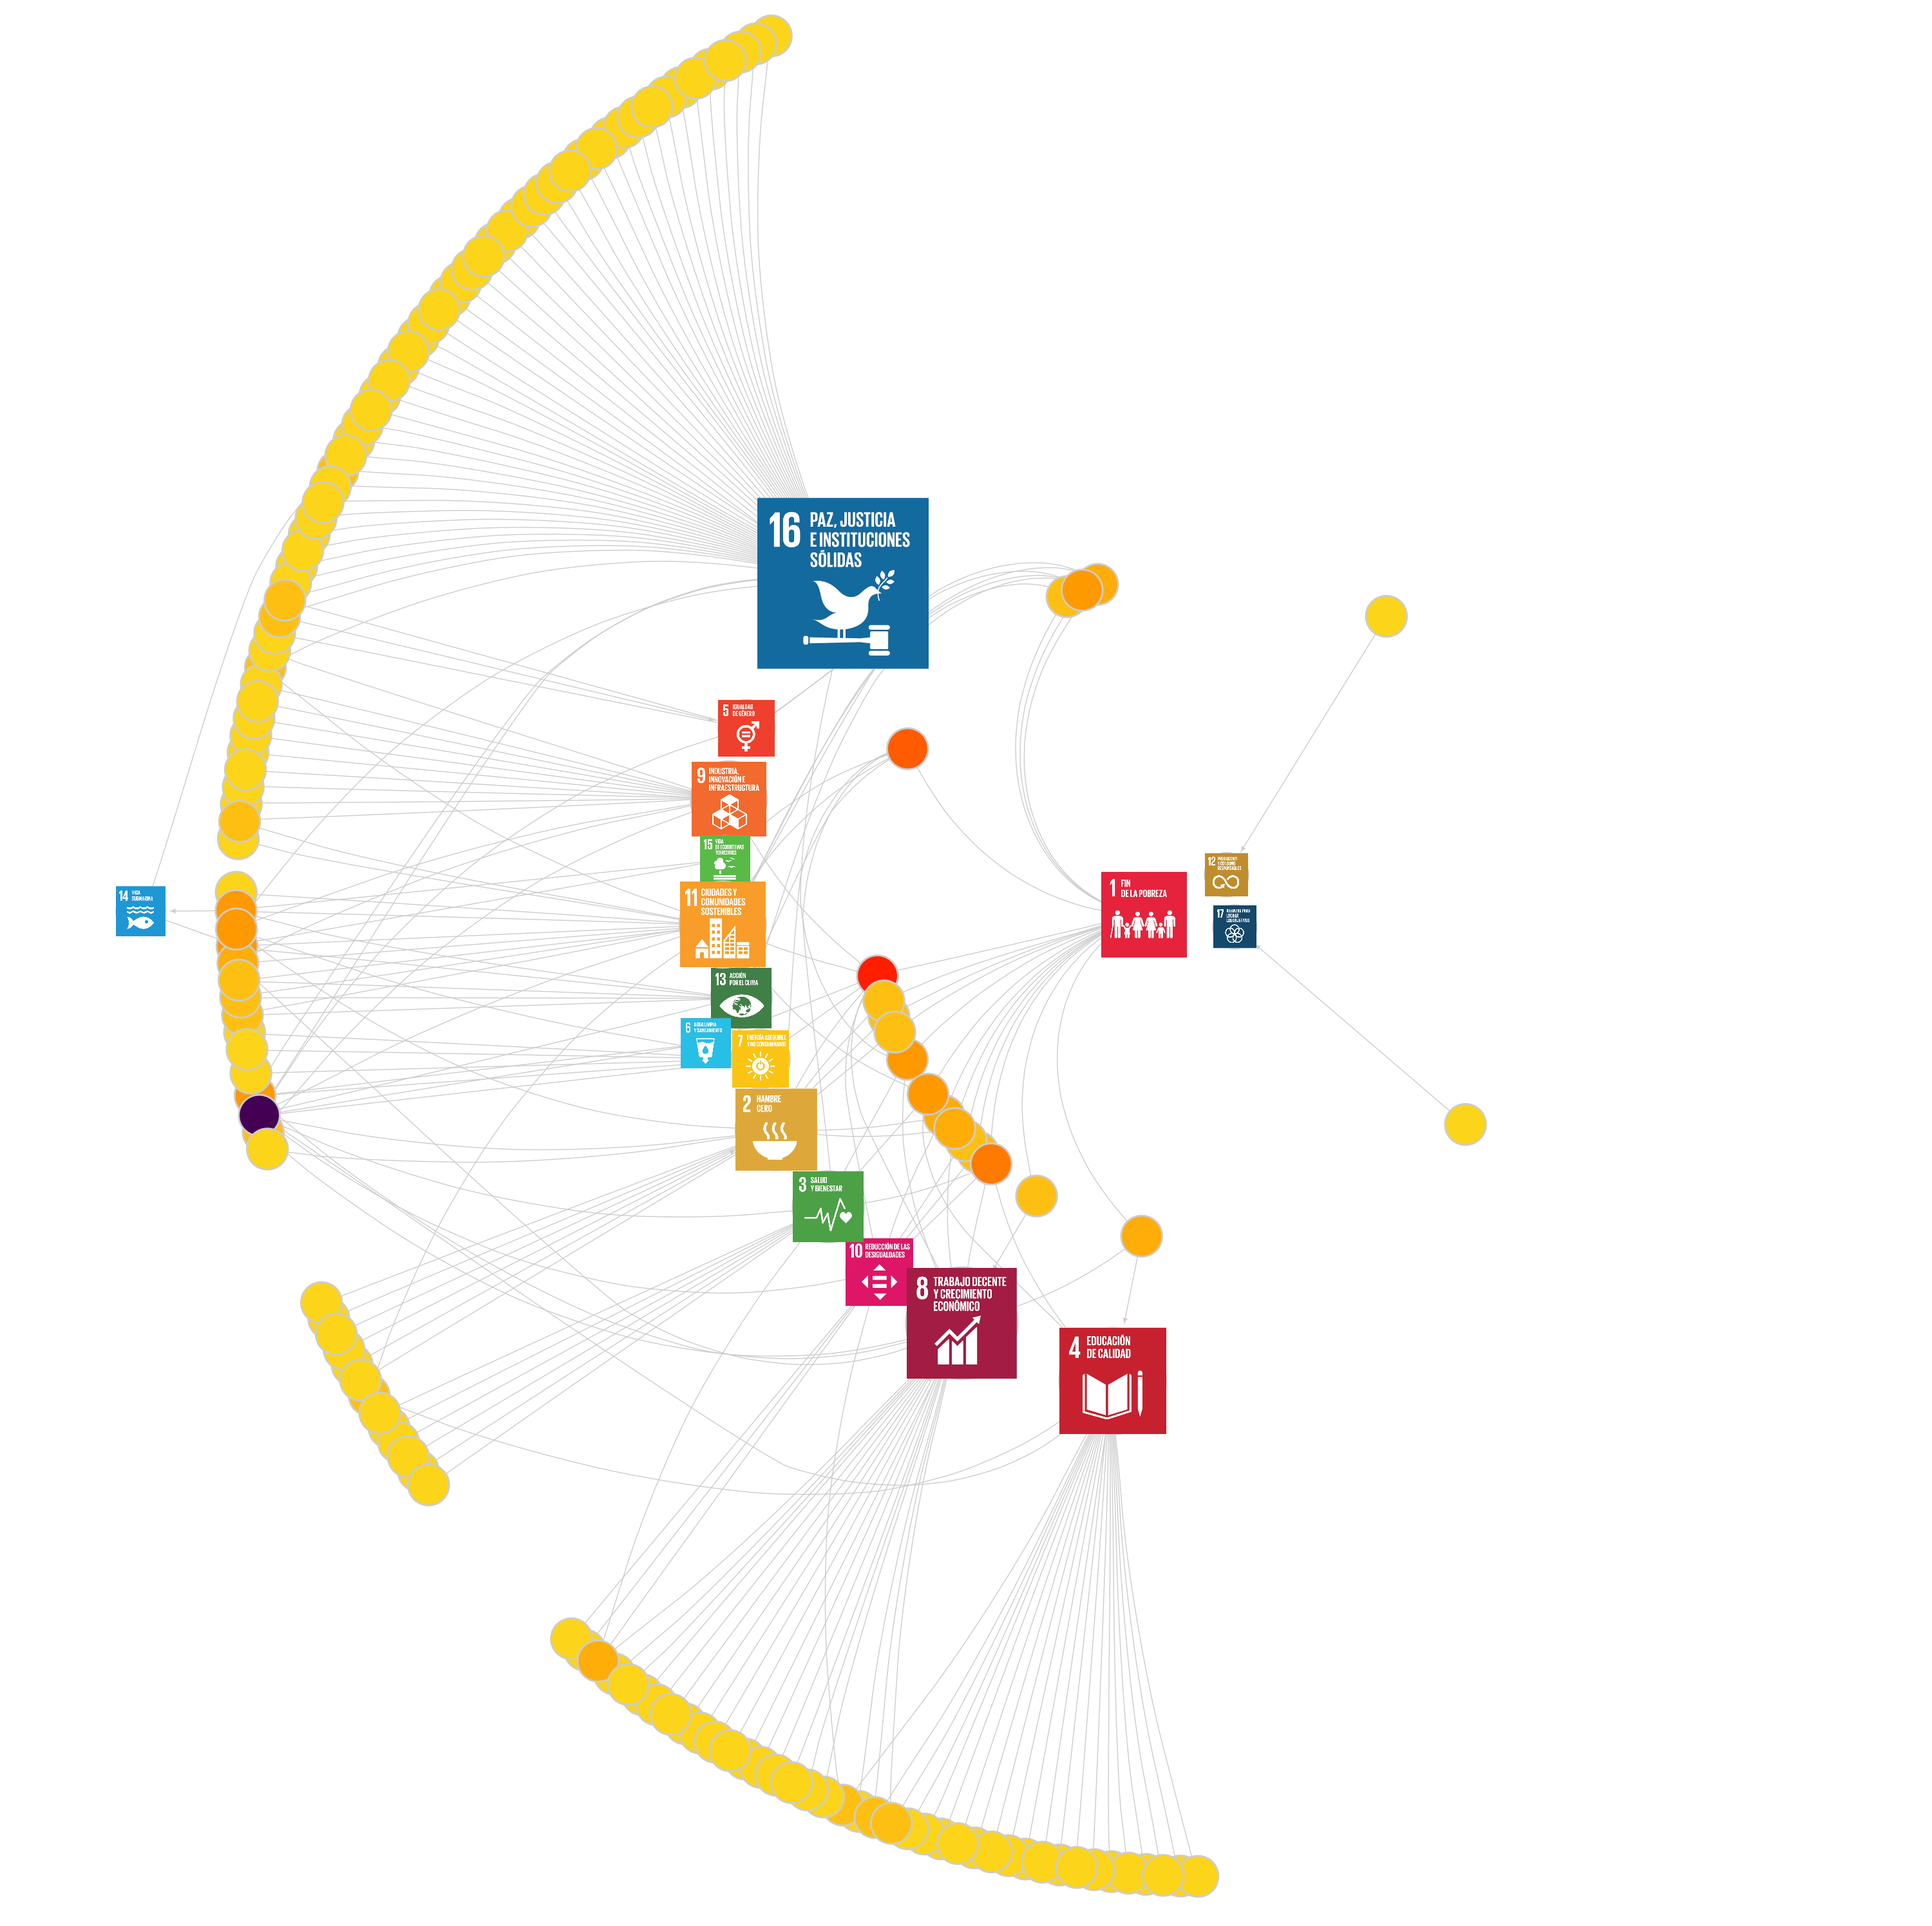 16 PAZ, JUSTICIA
E INSTITUCIONES
SÓLIDAS
5 IGUALDAD
DE GÉNERO
9 INDUSTRIA,
INNOVACIÓN E
INFRAESTRUCTURA
15 VIDA
DE ECOSISTEMAS
TERRESTRES
14 VIDA
SUBMARINA
11 CIUDADES Y
COMUNIDADES
SOSTENIBLES
1 FIN
DE LA POBREZA
12 PRODUCCIÓN
Y CONSUMO
RESPONSABLES
17 ALIANZAS PARA
LOGRAR
LOS OBJETIVOS
13 ACCIÓN
POR EL CLIMA
6 AGUA LIMPIA
Y SANEAMIENTO
7 ENERGÍA ASEQUIBLE
Y NO CONTAMINANTE
2 HAMBRE
CERO
3 SALUD
Y BIENESTAR
10 REDUCCIÓN DE LAS
DESIGUALDADES
8 TRABAJO DECENTE
Y CRECIMIENTO
ECONÓMICO
4 EDUCACIÓN
DE CALIDAD